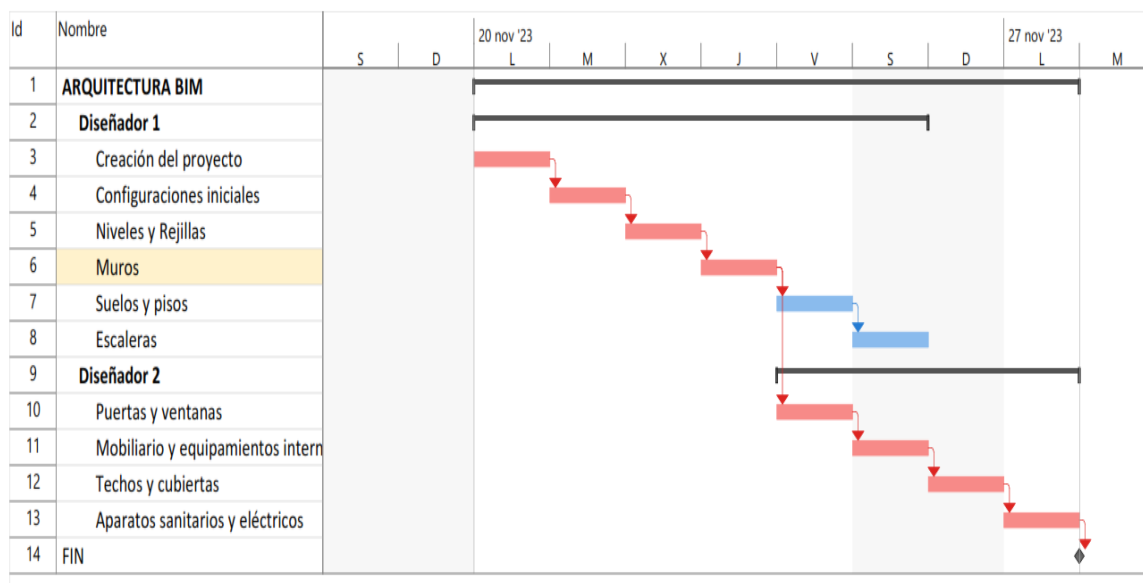 Id Nombre 20 nov '23 27 nov '23
S D L M X J V S D L M
1 ARQUITECTURA BIM
2 Diseñador 1
3 Creación del proyecto
4 Configuraciones iniciales
5 Niveles y Rejillas
6 Muros
7 Suelos y pisos
8 Escaleras
9 Diseñador 2
10 Puertas y ventanas
11 Mobiliario y equipamientos intern
12 Techos y cubiertas
13 Aparatos sanitarios y eléctricos
14 FIN